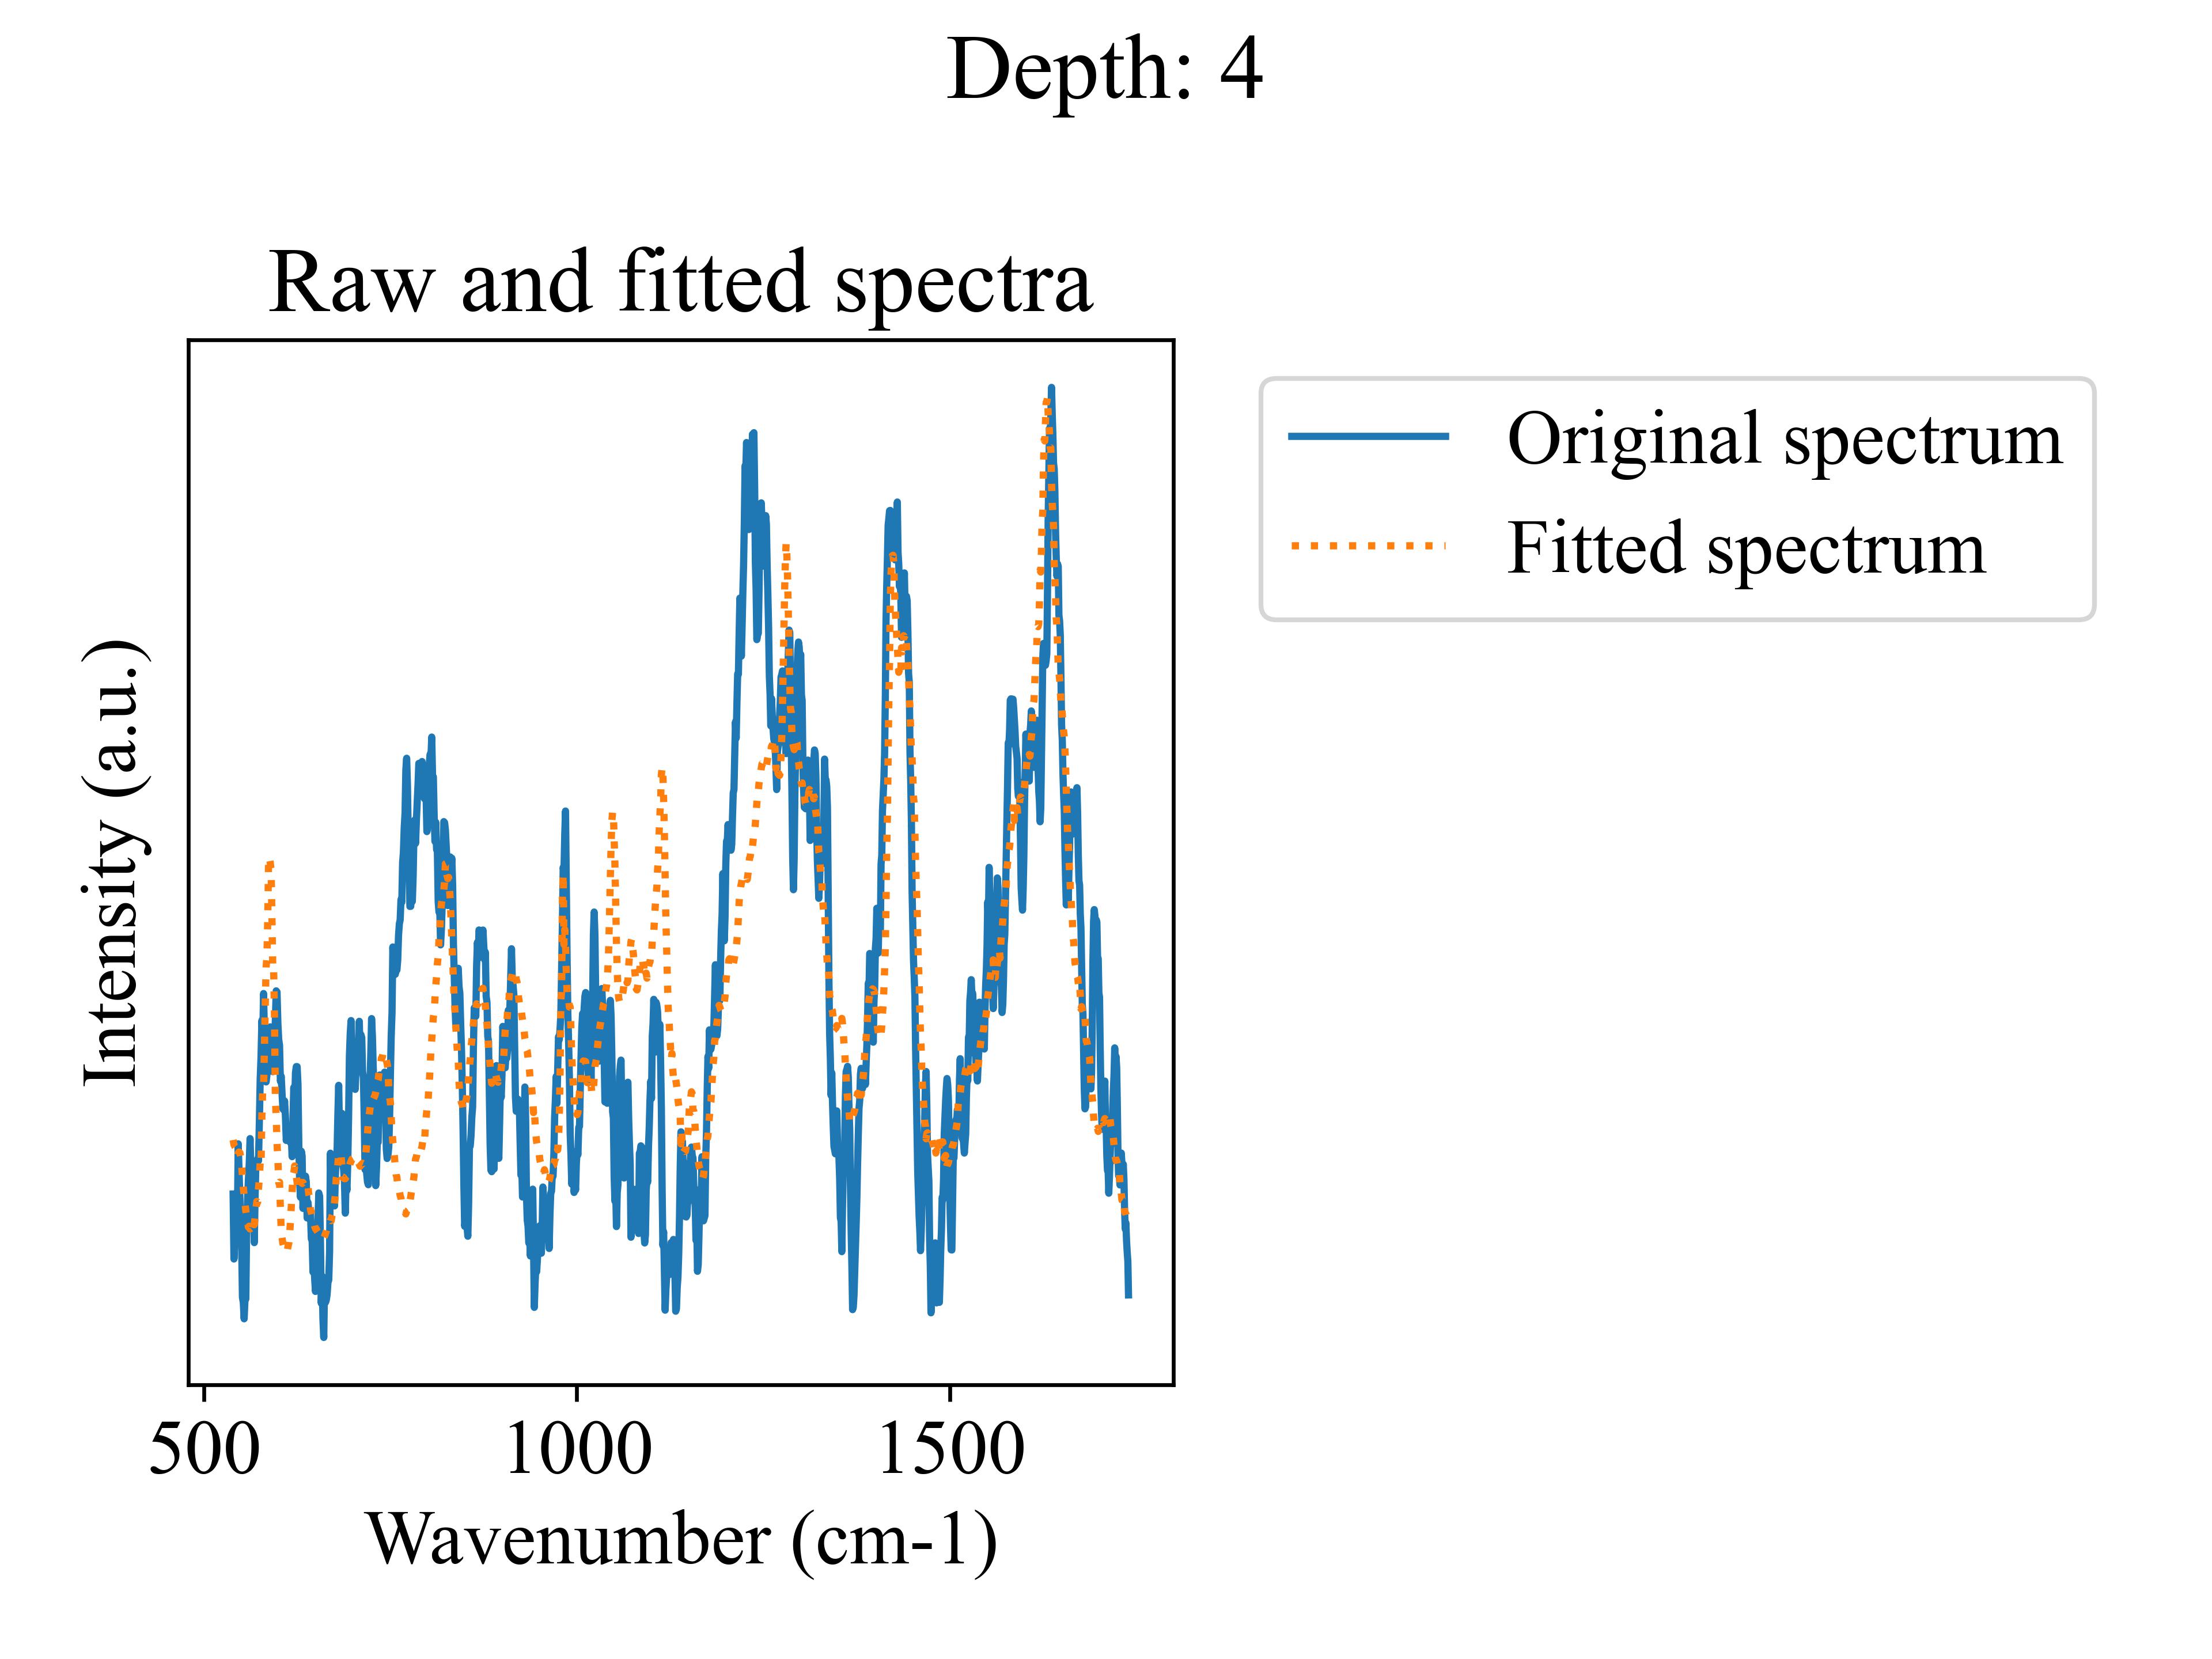 Depth: 4
Raw and fitted spectra
Original spectrum
Fitted spectrum
Intensity (a.u.)
500 1000 1500
Wavenumber (cm-1)